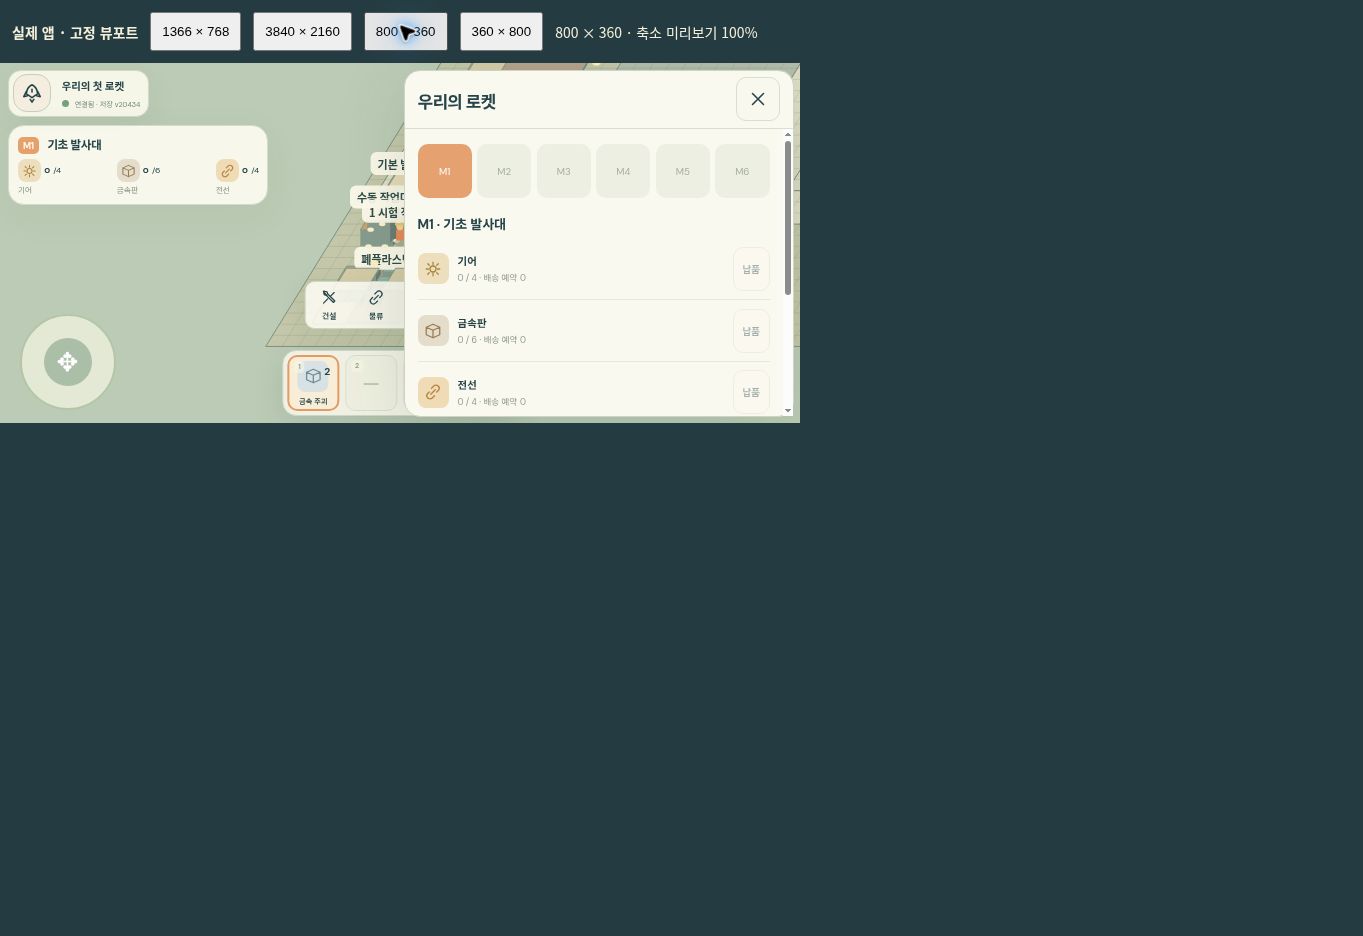 실제 앱 · 고정 뷰포트
1366 × 768
3840 × 2160
800 360
360 × 800
800 × 360 · 축소 미리보기 100%
우리의 첫 로켓
연결됨 · 저장 v20434
M1 기초 발사대
0 /4
0 /6
0 /4
기어
금속판
전선
기본
수동 작업
1 시험
폐플라스
건설
물류
1
2
금속 주괴
2
우리의 로켓
M1
M2
M3
M4
M5
M6
M1 · 기초 발사대
기어
0 / 4 · 배송 예약 0
납품
금속판
0 / 6 · 배송 예약 0
납품
전선
0 / 4 · 배송 예약 0
납품